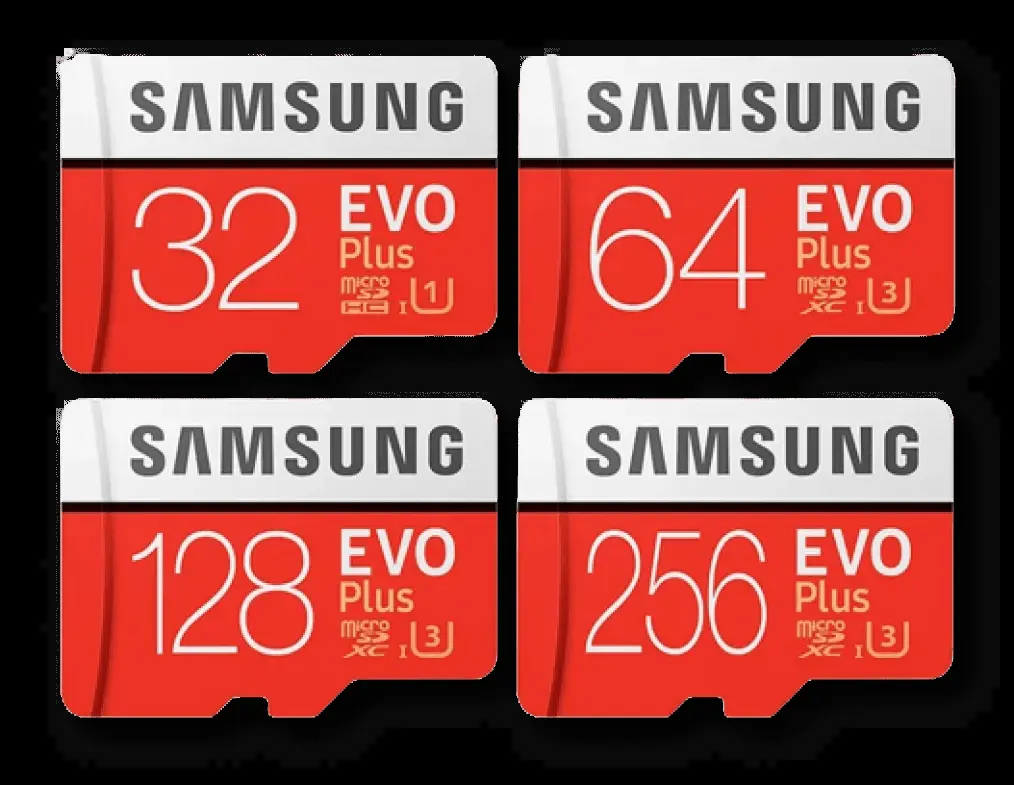 SAMSUNG
32 EVO
Plus
micro SD HC I U1
SAMSUNG
64 EVO
Plus
micro SD XC I U3
SAMSUNG
128 EVO
Plus
micro SD XC I U3
SAMSUNG
256 EVO
Plus
micro SD XC I U3